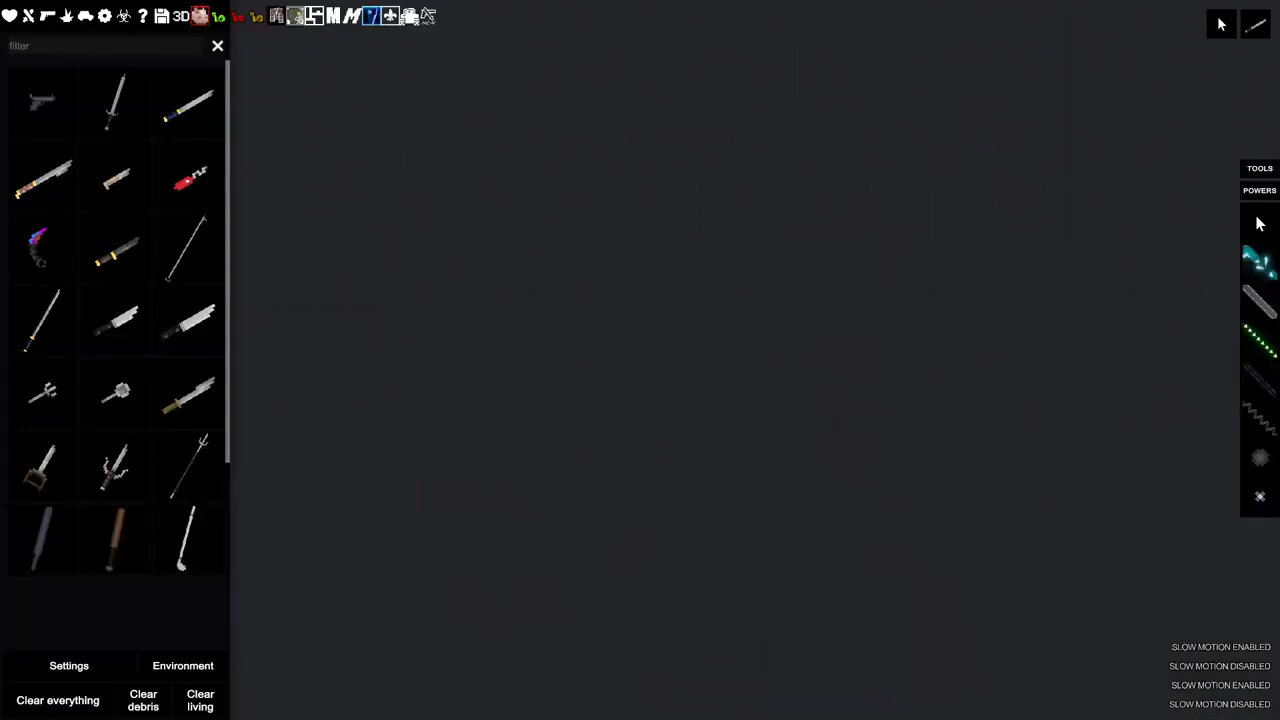 3D
filter
TOOLS
POWERS
SLOW MOTION ENABLED
SLOW MOTION DISABLED
SLOW MOTION ENABLED
SLOW MOTION DISABLED
Settings
Environment
Clear everything
Clear
debris
Clear
living